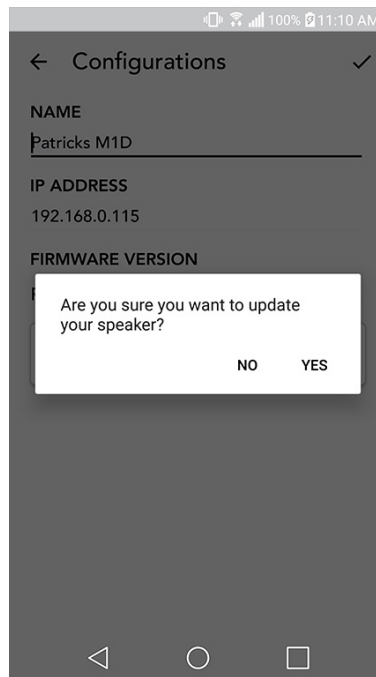 100% 11:10 AM
Configurations
NAME
Patricks M1D
IP ADDRESS
192.168.0.115
FIRMWARE VERSION
Are you sure you want to update
your speaker?
NO YES